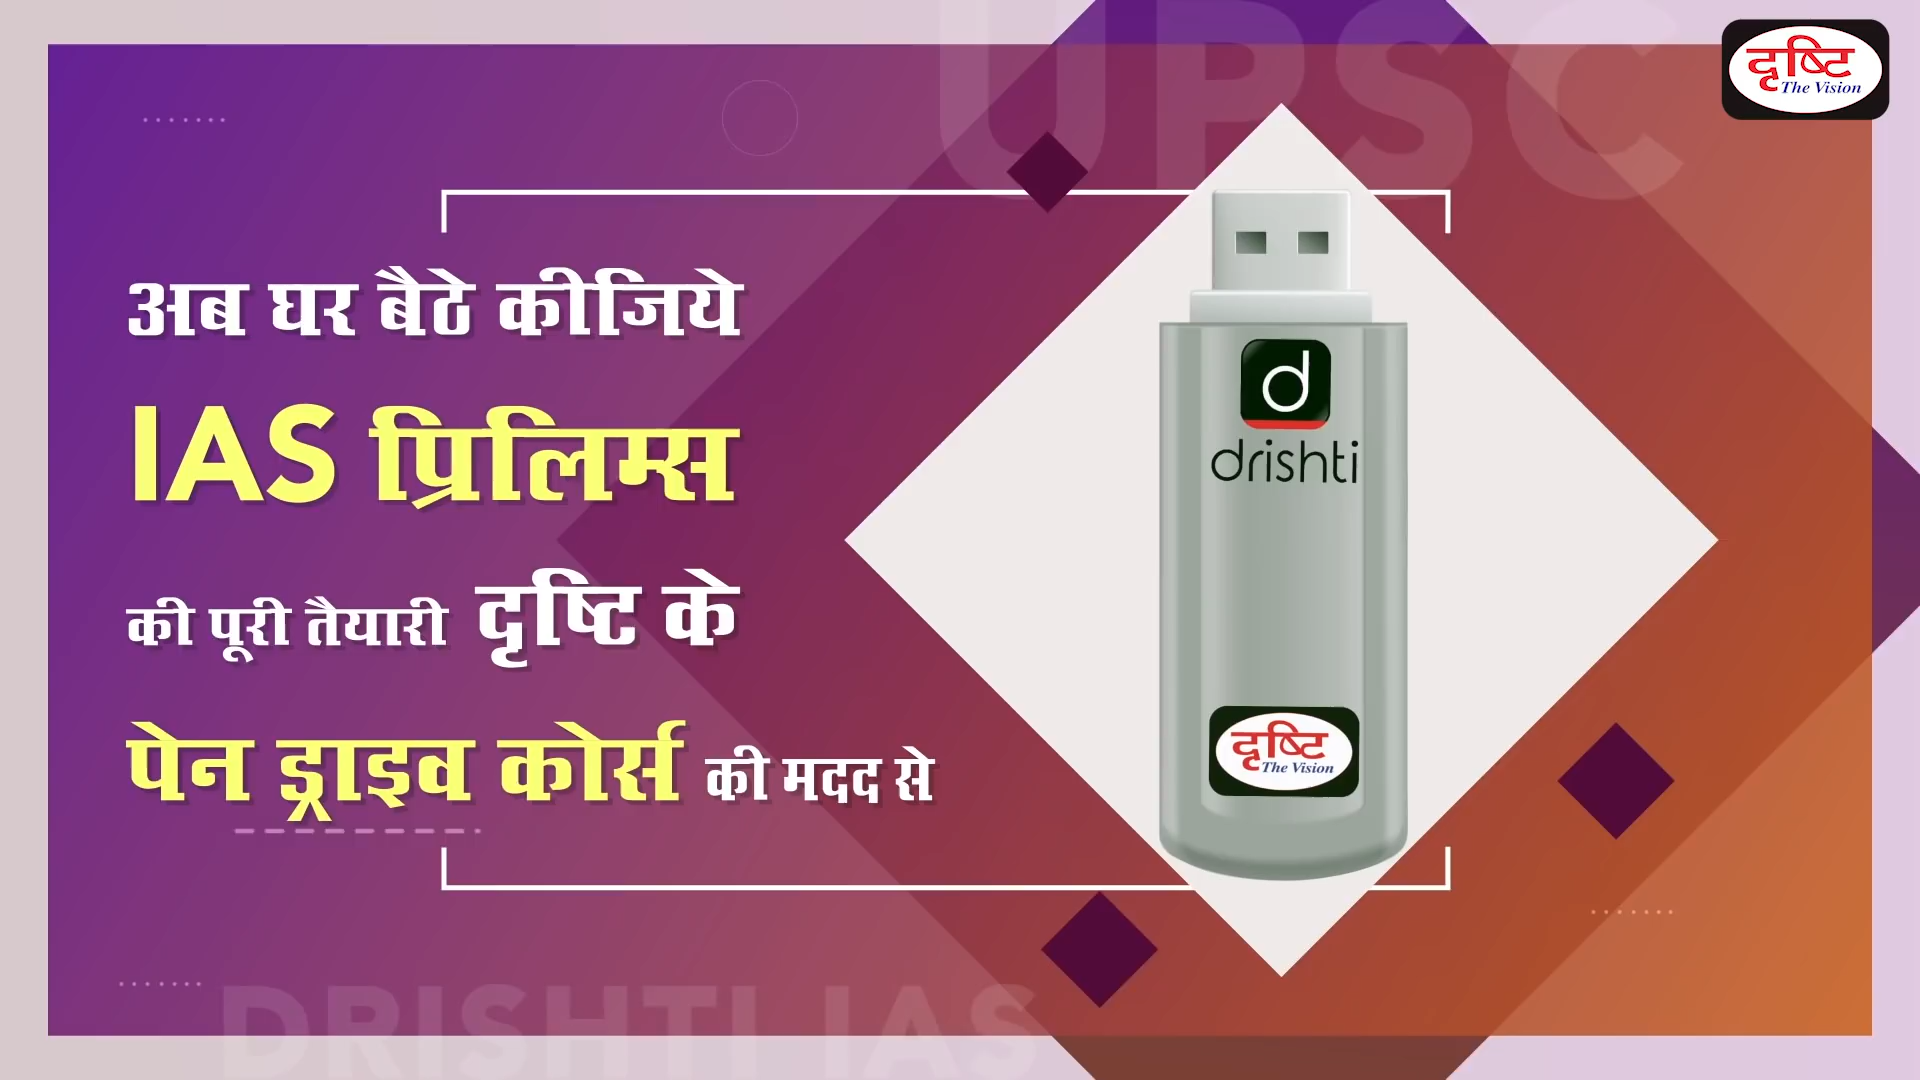 UPSC
दृष्टि
The Vision
अब घर बैठे कीजिये
IAS प्रिलिम्स
की पूरी तैयारी दृष्टि के
पेन ड्राइव कोर्स की मदद से
d
drishti
दृष्टि
The Vision
DRISHTI IAS